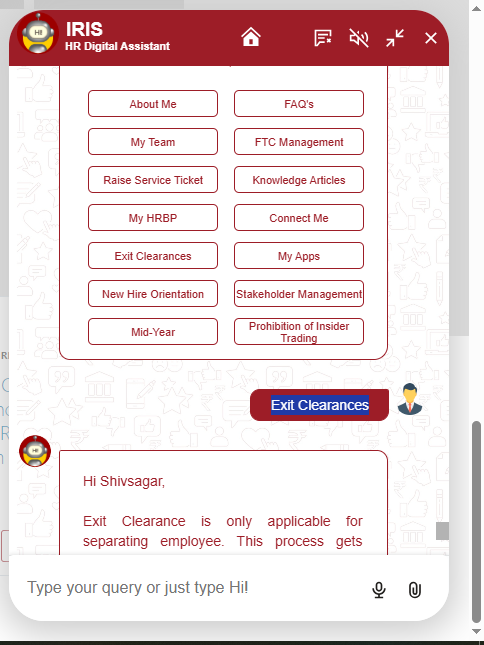 IRIS
HR Digital Assistant
Hi!
About Me
FAQ's
My Team
FTC Management
Raise Service Ticket
Knowledge Articles
My HRBP
Connect Me
Exit Clearances
My Apps
New Hire Orientation
Stakeholder Management
Mid-Year
Prohibition of Insider
Trading
Exit Clearances
Hi Shivsagar,
Exit Clearance is only applicable for
separating employee. This process gets
Type your query or just type Hi!